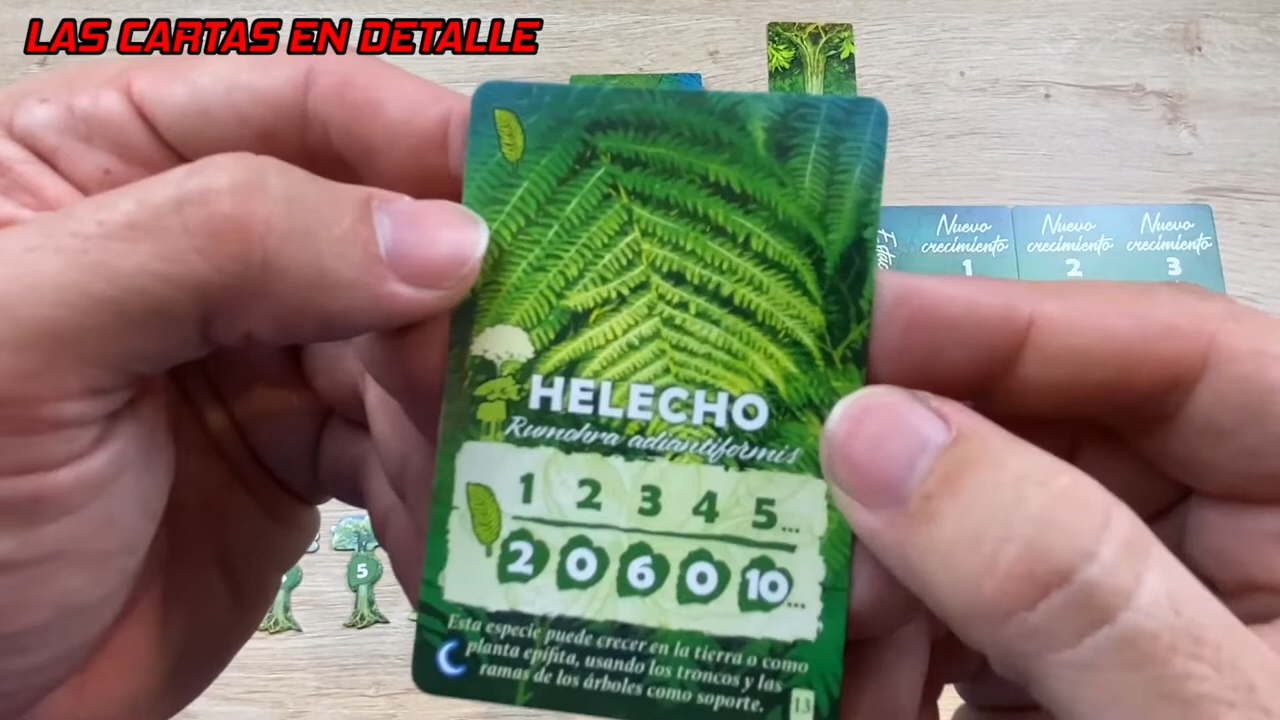 LAS CARTAS EN DETALLE
Nuevo crecimiento 1
Nuevo crecimiento 2
Nuevo crecimiento 3
HELECHO
Rumohra adiantiformis
1 2 3 4 5...
2 0 6 0 10...
Esta especie puede crecer en la tierra o como
planta epífita, usando los troncos y las
ramas de los árboles como soporte.
13
5